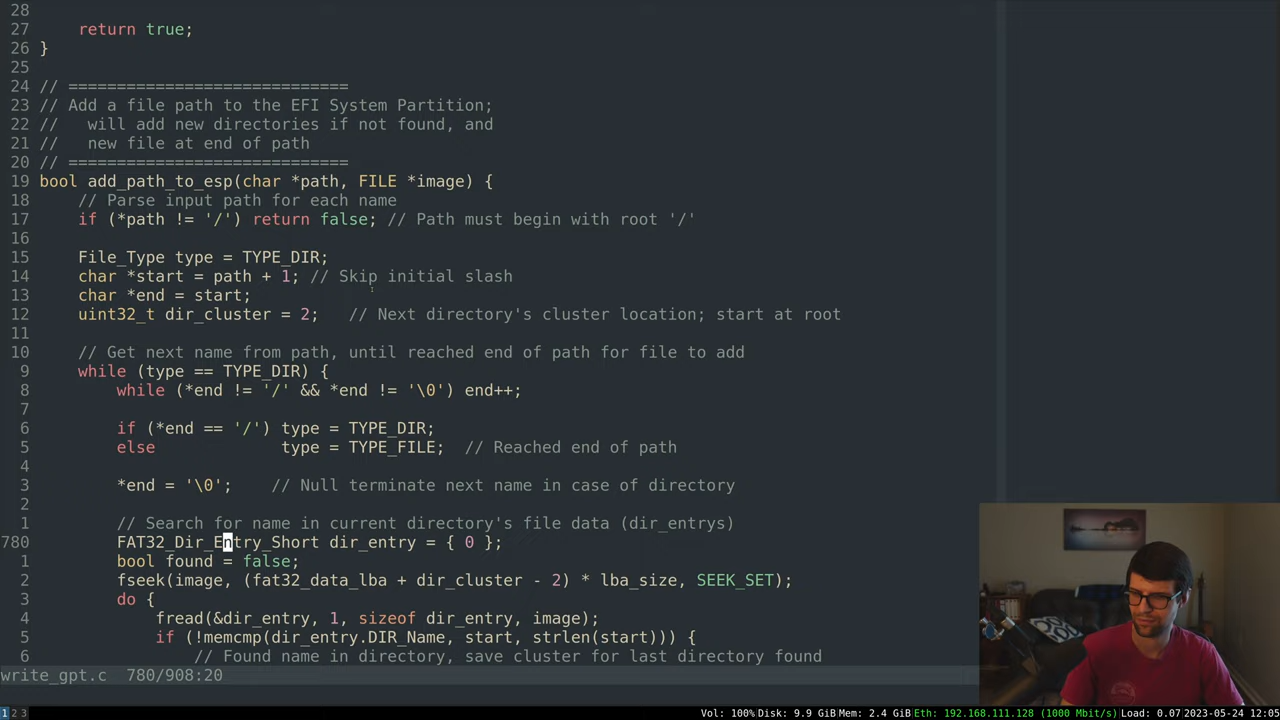 28
27     return true;
26 }
25
24 // =============================
23 // Add a file path to the EFI System Partition;
22 //   will add new directories if not found, and
21 //   new file at end of path
20 // =============================
19 bool add_path_to_esp(char *path, FILE *image) {
18     // Parse input path for each name
17     if (*path != '/') return false; // Path must begin with root '/'
16
15     File_Type type = TYPE_DIR;
14     char *start = path + 1; // Skip initial slash
13     char *end = start;
12     uint32_t dir_cluster = 2;   // Next directory's cluster location; start at root
11
10     // Get next name from path, until reached end of path for file to add
9     while (type == TYPE_DIR) {
8         while (*end != '/' && *end != '\0') end++;
7
6         if (*end == '/') type = TYPE_DIR;
5         else             type = TYPE_FILE;  // Reached end of path
4
3         *end = '\0';    // Null terminate next name in case of directory
2
1         // Search for name in current directory's file data (dir_entrys)
780         FAT32_Dir_Entry_Short dir_entry = { 0 };
1         bool found = false;
2         fseek(image, (fat32_data_lba + dir_cluster - 2) * lba_size, SEEK_SET);
3         do {
4             fread(&dir_entry, 1, sizeof dir_entry, image);
5             if (!memcmp(dir_entry.DIR_Name, start, strlen(start))) {
6                 // Found name in directory, save cluster for last directory found
write_gpt.c  780/908:20
1 2 3 Vol: 100% Disk: 9.9 GiB Mem: 2.4 GiB Eth: 192.168.111.128 (1000 Mbit/s) Load: 0.07 2023-05-24 12:05